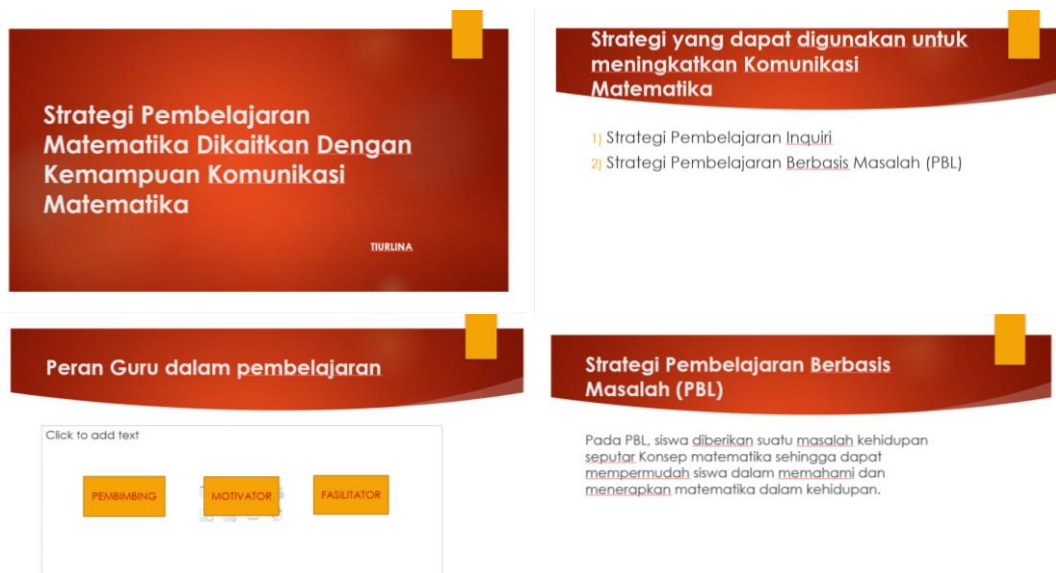 Strategi Pembelajaran
Matematika Dikaitkan Dengan
Kemampuan Komunikasi
Matematika
TIURLINA
Strategi yang dapat digunakan untuk
meningkatkan Komunikasi
Matematika
1) Strategi Pembelajaran Inquiri
2) Strategi Pembelajaran Berbasis Masalah (PBL)
Peran Guru dalam pembelajaran
Click to add text
PEMBIMBING
MOTIVATOR
FASILITATOR
Strategi Pembelajaran Berbasis
Masalah (PBL)
Pada PBL, siswa diberikan suatu masalah kehidupan
seputar Konsep matematika sehingga dapat
mempermudah siswa dalam memahami dan
menerapkan matematika dalam kehidupan.